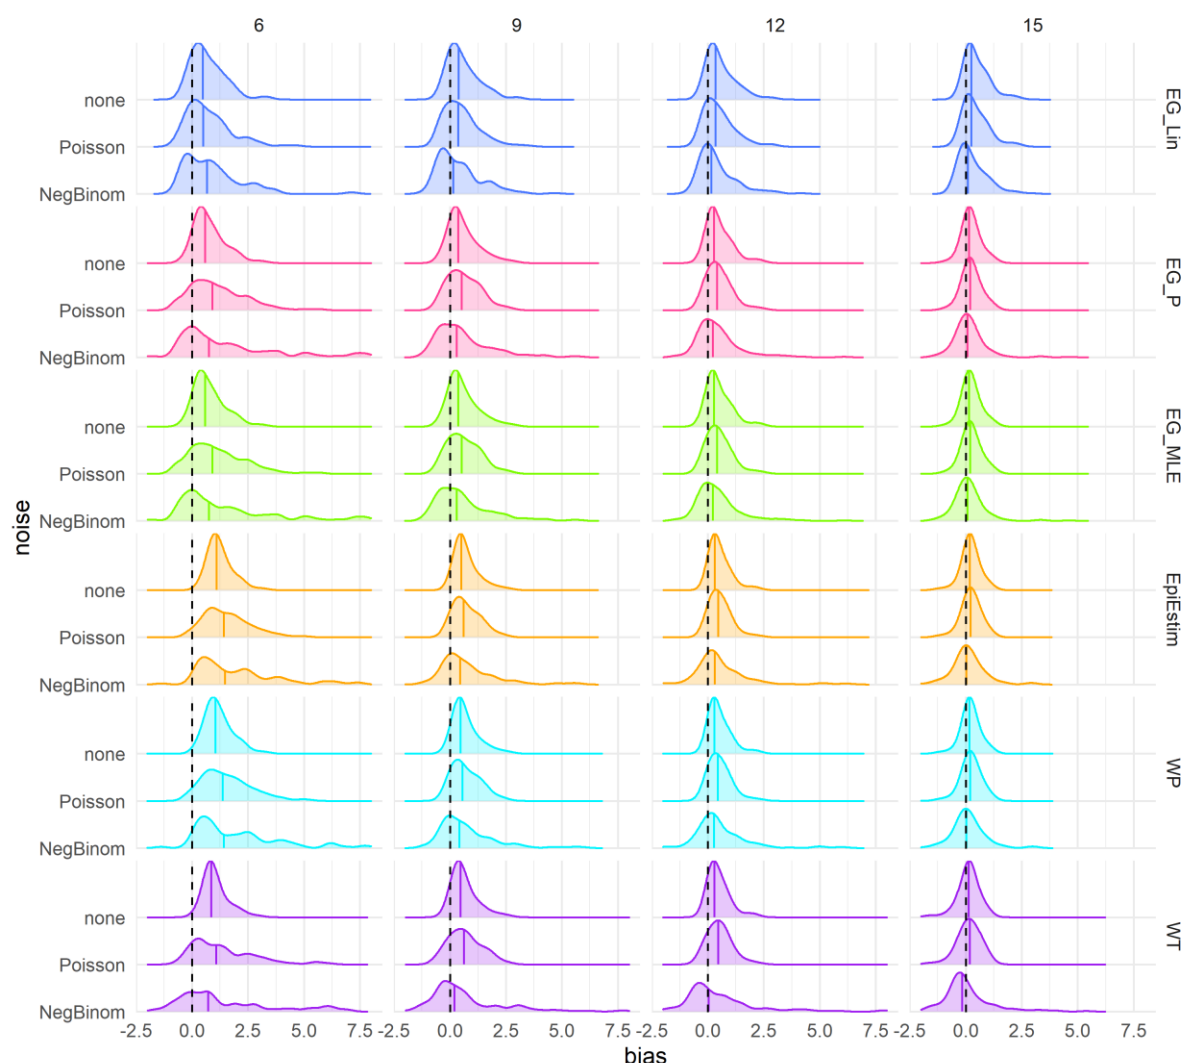 6 9 12 15
none
Poisson
NegBinom
EG_Lin
none
Poisson
NegBinom
EG_P
none
Poisson
NegBinom
EG_MLE
none
Poisson
NegBinom
EpiEstim
none
Poisson
NegBinom
WP
none
Poisson
NegBinom
WT
noise
-2.5 0.0 2.5 5.0 7.5 -2.5 0.0 2.5 5.0 7.5 -2.5 0.0 2.5 5.0 7.5 -2.5 0.0 2.5 5.0 7.5
bias